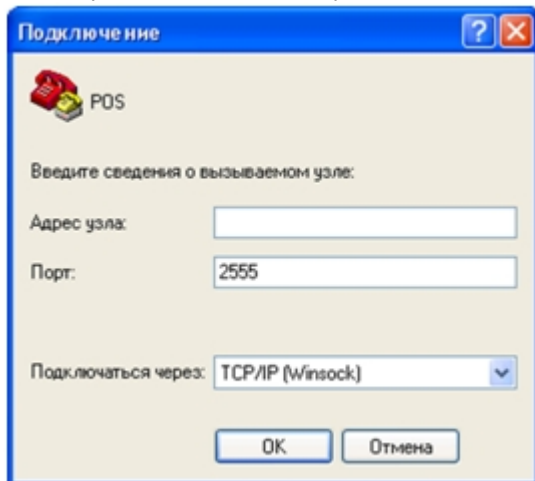 Подключение
POS
Введите сведения о вызываемом узле:
Адрес узла:
Порт: 2555
Подключаться через: TCP/IP (Winsock)
OK Отмена